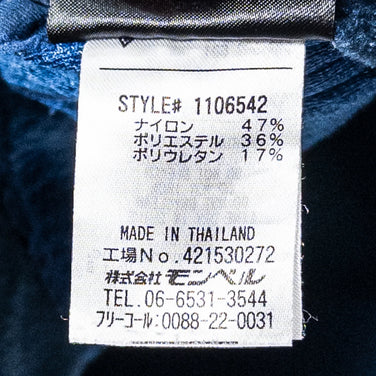 STYLE# 1106542
ナイロン 47%
ポリエステル 36%
ポリウレタン 17%
MADE IN THAILAND
工場No.421530272
株式会社モンベル
TEL.06-6531-3544
フリーコール:0088-22-0031